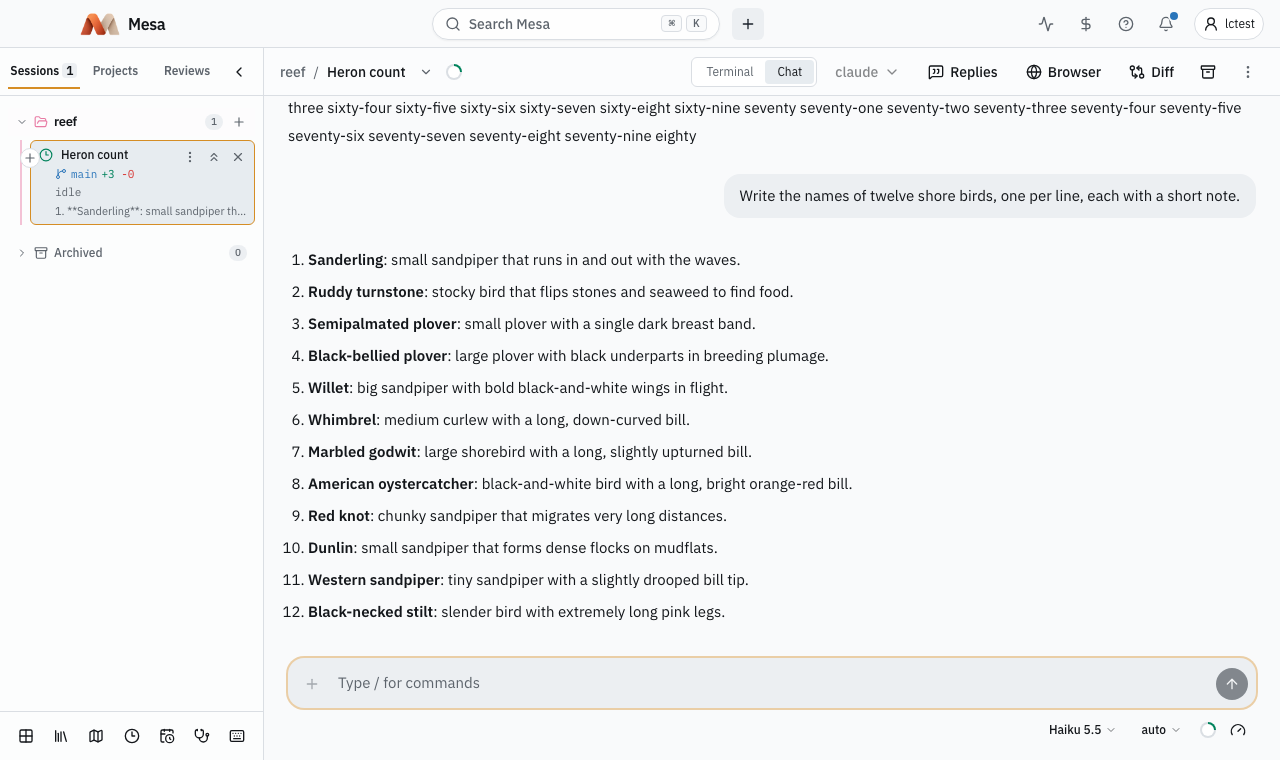 Mesa
Search Mesa
⌘ K
lctest
Sessions 1
Projects
Reviews
reef / Heron count
Terminal
Chat
claude
Replies
Browser
Diff
reef
1
Heron count
main +3 -0
idle
1. **Sanderling**: small sandpiper th…
Archived
0
three sixty-four sixty-five sixty-six sixty-seven sixty-eight sixty-nine seventy seventy-one seventy-two seventy-three seventy-four seventy-five
seventy-six seventy-seven seventy-eight seventy-nine eighty
Write the names of twelve shore birds, one per line, each with a short note.
1. Sanderling: small sandpiper that runs in and out with the waves.
2. Ruddy turnstone: stocky bird that flips stones and seaweed to find food.
3. Semipalmated plover: small plover with a single dark breast band.
4. Black-bellied plover: large plover with black underparts in breeding plumage.
5. Willet: big sandpiper with bold black-and-white wings in flight.
6. Whimbrel: medium curlew with a long, down-curved bill.
7. Marbled godwit: large shorebird with a long, slightly upturned bill.
8. American oystercatcher: black-and-white bird with a long, bright orange-red bill.
9. Red knot: chunky sandpiper that migrates very long distances.
10. Dunlin: small sandpiper that forms dense flocks on mudflats.
11. Western sandpiper: tiny sandpiper with a slightly drooped bill tip.
12. Black-necked stilt: slender bird with extremely long pink legs.
Type / for commands
Haiku 5.5
auto